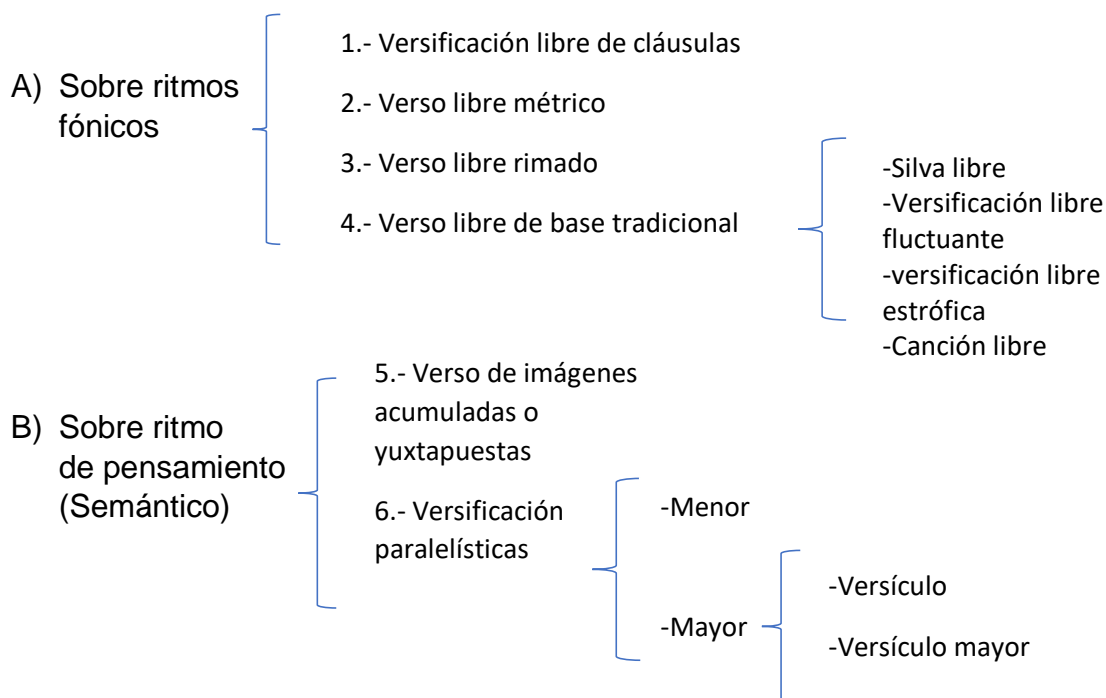 A) Sobre ritmos
fónicos
1.- Versificación libre de cláusulas
2.- Verso libre métrico
3.- Verso libre rimado
4.- Verso libre de base tradicional
-Silva libre
-Versificación libre
fluctuante
-versificación libre
estrófica
-Canción libre
B) Sobre ritmo
de pensamiento
(Semántico)
5.- Verso de imágenes
acumuladas o
yuxtapuestas
6.- Versificación
paralelísticas
-Menor
-Mayor
-Versículo
-Versículo mayor